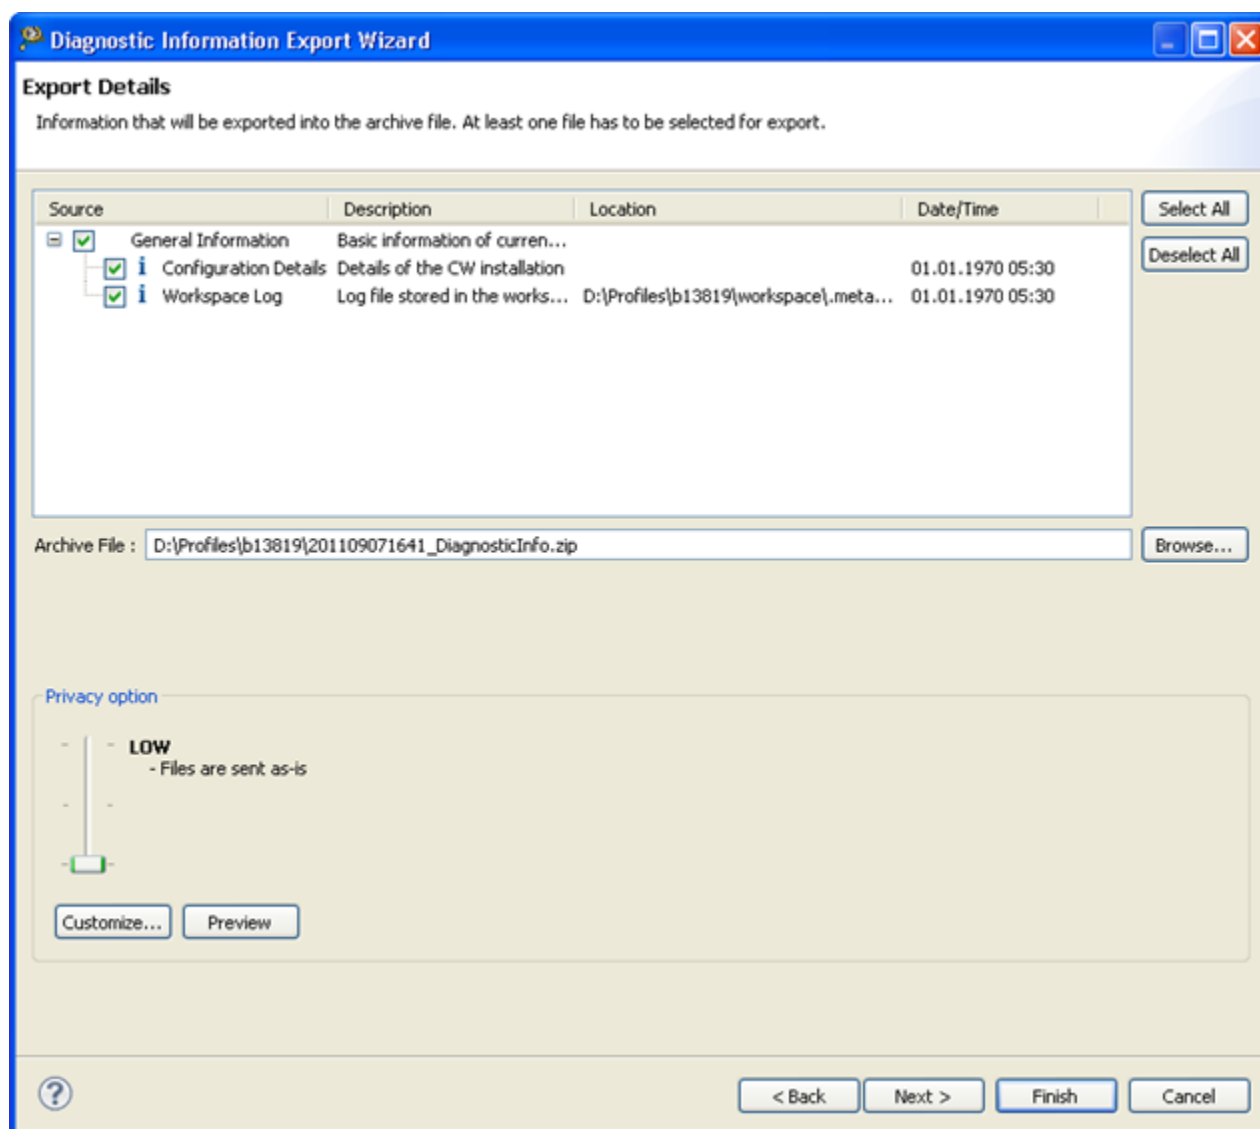 Diagnostic Information Export Wizard
Export Details
Information that will be exported into the archive file. At least one file has to be selected for export.
Source Description Location Date/Time
General Information Basic information of curren...
i Configuration Details Details of the CW installation 01.01.1970 05:30
i Workspace Log Log file stored in the works... D:\Profiles\b13819\workspace\.meta... 01.01.1970 05:30
Select All
Deselect All
Archive File : D:\Profiles\b13819\201109071641_DiagnosticInfo.zip Browse...
Privacy option
LOW
- Files are sent as-is
Customize... Preview
? < Back Next > Finish Cancel